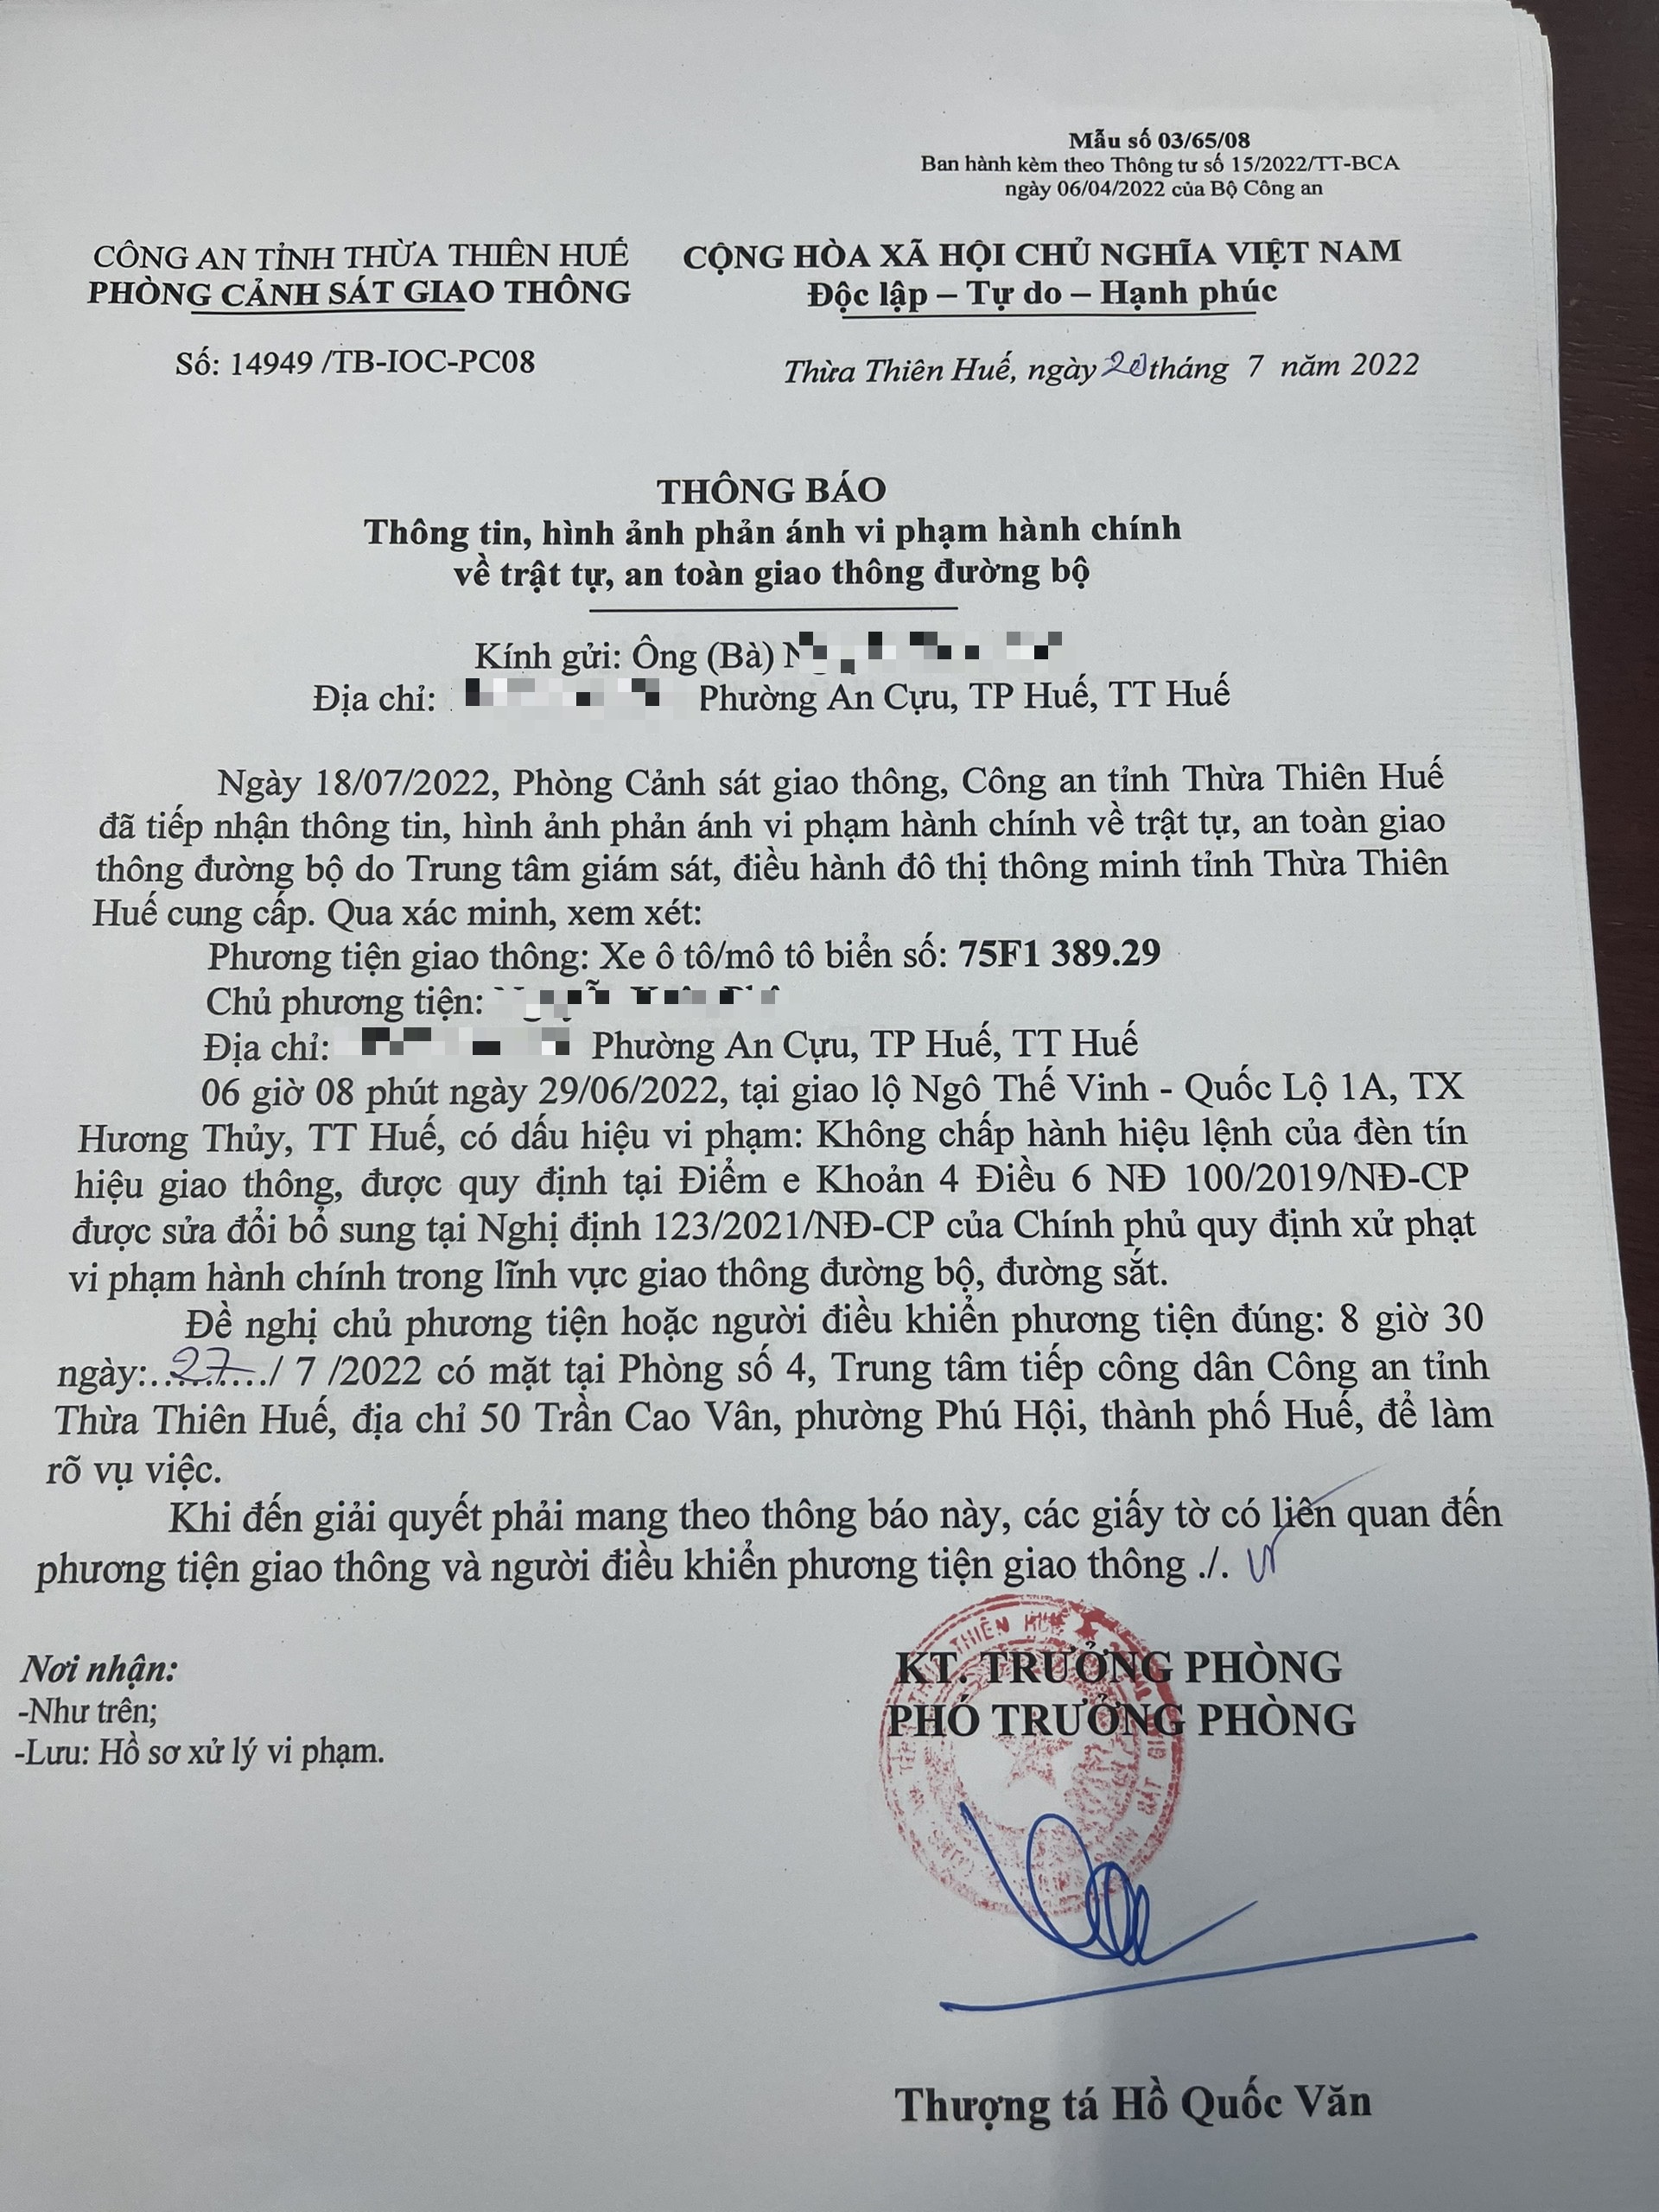 Mẫu số 03/65/08
Ban hành kèm theo Thông tư số 15/2022/TT-BCA
ngày 06/04/2022 của Bộ Công an
CÔNG AN TỈNH THỪA THIÊN HUẾ
PHÒNG CẢNH SÁT GIAO THÔNG
CỘNG HÒA XÃ HỘI CHỦ NGHĨA VIỆT NAM
Độc lập – Tự do – Hạnh phúc
Số: 14949 /TB-IOC-PC08
Thừa Thiên Huế, ngày 20 tháng 7 năm 2022
THÔNG BÁO
Thông tin, hình ảnh phản ánh vi phạm hành chính
về trật tự, an toàn giao thông đường bộ
Kính gửi: Ông (Bà)
Địa chỉ: Phường An Cựu, TP Huế, TT Huế
Ngày 18/07/2022, Phòng Cảnh sát giao thông, Công an tỉnh Thừa Thiên Huế
đã tiếp nhận thông tin, hình ảnh phản ánh vi phạm hành chính về trật tự, an toàn giao
thông đường bộ do Trung tâm giám sát, điều hành đô thị thông minh tỉnh Thừa Thiên
Huế cung cấp. Qua xác minh, xem xét:
Phương tiện giao thông: Xe ô tô/mô tô biển số: 75F1 389.29
Chủ phương tiện:
Địa chỉ: Phường An Cựu, TP Huế, TT Huế
06 giờ 08 phút ngày 29/06/2022, tại giao lộ Ngô Thế Vinh - Quốc Lộ 1A, TX
Hương Thủy, TT Huế, có dấu hiệu vi phạm: Không chấp hành hiệu lệnh của đèn tín
hiệu giao thông, được quy định tại Điểm e Khoản 4 Điều 6 NĐ 100/2019/NĐ-CP
được sửa đổi bổ sung tại Nghị định 123/2021/NĐ-CP của Chính phủ quy định xử phạt
vi phạm hành chính trong lĩnh vực giao thông đường bộ, đường sắt.
Đề nghị chủ phương tiện hoặc người điều khiển phương tiện đúng: 8 giờ 30
ngày:...27.../ 7 /2022 có mặt tại Phòng số 4, Trung tâm tiếp công dân Công an tỉnh
Thừa Thiên Huế, địa chỉ 50 Trần Cao Vân, phường Phú Hội, thành phố Huế, để làm
rõ vụ việc.
Khi đến giải quyết phải mang theo thông báo này, các giấy tờ có liên quan đến
phương tiện giao thông và người điều khiển phương tiện giao thông ./.
Nơi nhận:
-Như trên;
-Lưu: Hồ sơ xử lý vi phạm.
KT. TRƯỞNG PHÒNG
PHÓ TRƯỞNG PHÒNG
Thượng tá Hồ Quốc Văn